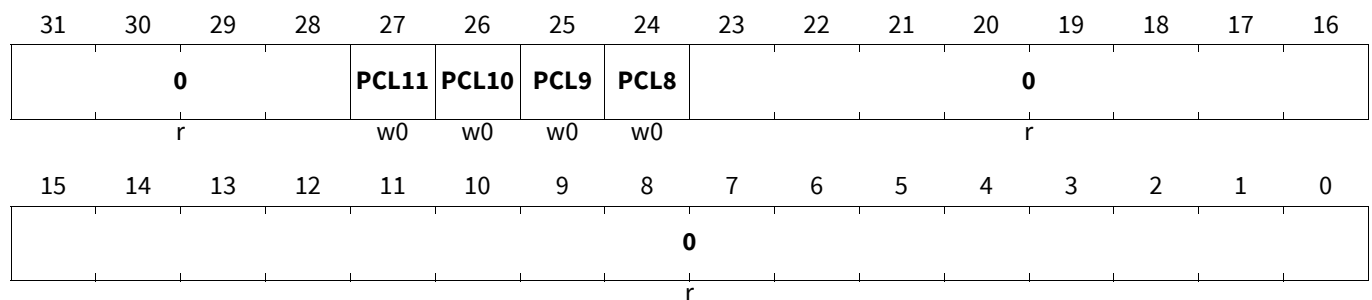 31 30 29 28 27 26 25 24 23 22 21 20 19 18 17 16
0 PCL11 PCL10 PCL9 PCL8 0
r w0 w0 w0 w0 r
15 14 13 12 11 10 9 8 7 6 5 4 3 2 1 0
0
r